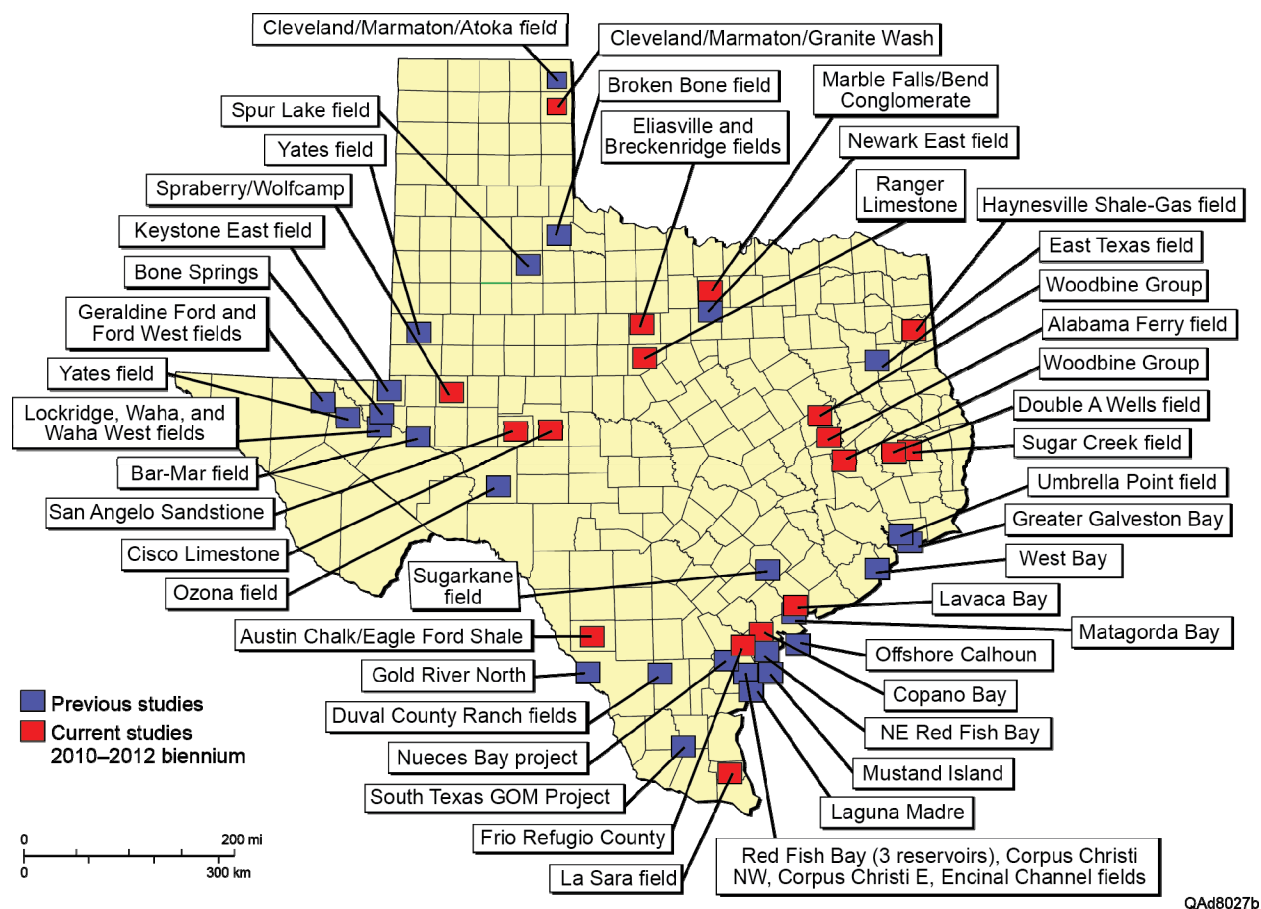 Cleveland/Marmaton/Atoka field
Cleveland/Marmaton/Granite Wash
Spur Lake field
Broken Bone field
Marble Falls/Bend
Conglomerate
Yates field
Eliasville and
Breckenridge fields
Newark East field
Spraberry/Wolfcamp
Ranger
Limestone
Haynesville Shale-Gas field
Keystone East field
East Texas field
Bone Springs
Woodbine Group
Geraldine Ford and
Ford West fields
Alabama Ferry field
Yates field
Woodbine Group
Lockridge, Waha, and
Waha West fields
Double A Wells field
Sugar Creek field
Bar-Mar field
Umbrella Point field
San Angelo Sandstione
Greater Galveston Bay
Cisco Limestone
West Bay
Ozona field
Sugarkane
field
Lavaca Bay
Austin Chalk/Eagle Ford Shale
Matagorda Bay
Offshore Calhoun
Gold River North
Copano Bay
Previous studies
Current studies
2010–2012 biennium
Duval County Ranch fields
NE Red Fish Bay
Nueces Bay project
Mustand Island
South Texas GOM Project
Laguna Madre
Frio Refugio County
0 200 mi
0 300 km
La Sara field
Red Fish Bay (3 reservoirs), Corpus Christi
NW, Corpus Christi E, Encinal Channel fields
QAd8027b